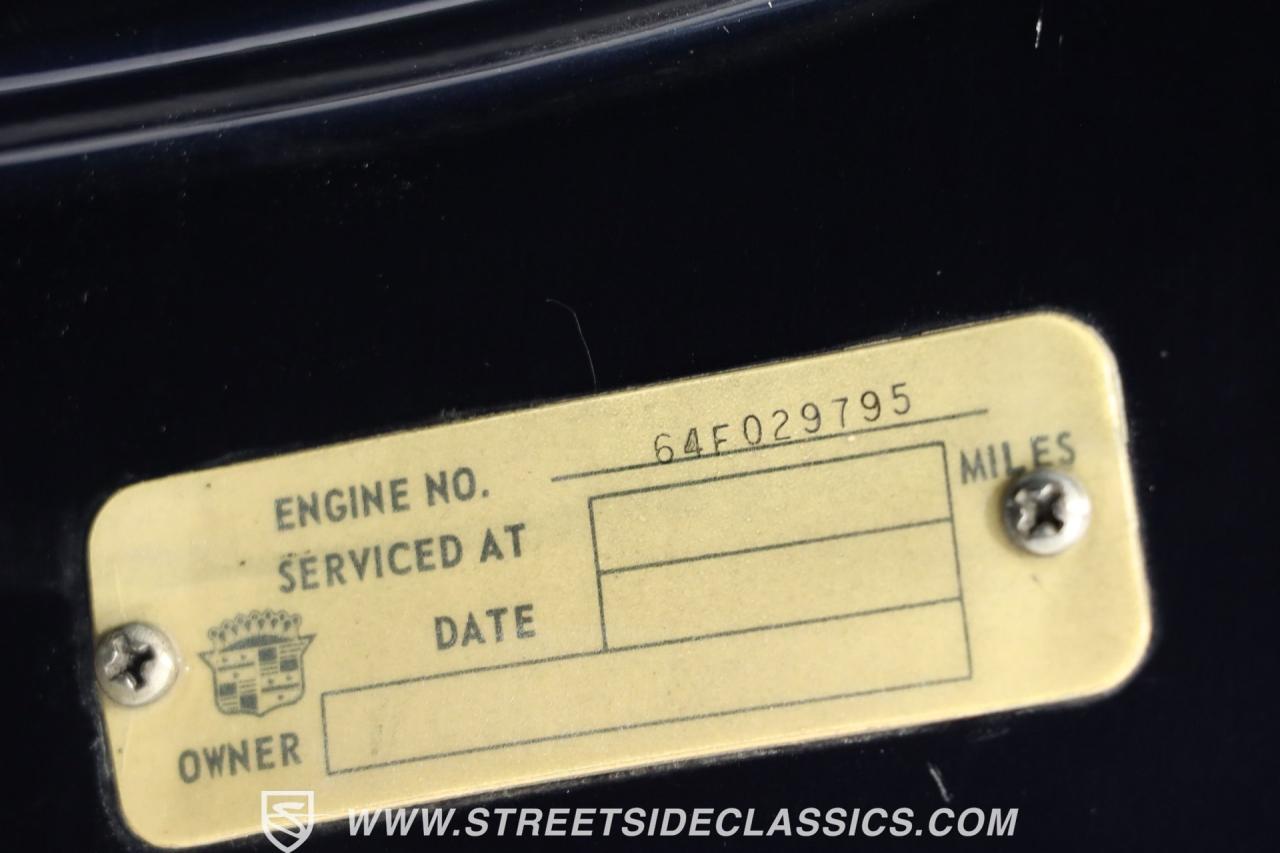 ENGINE NO. 64F029795
SERVICED AT MILES
DATE
OWNER
WWW.STREETSIDECLASSICS.COM